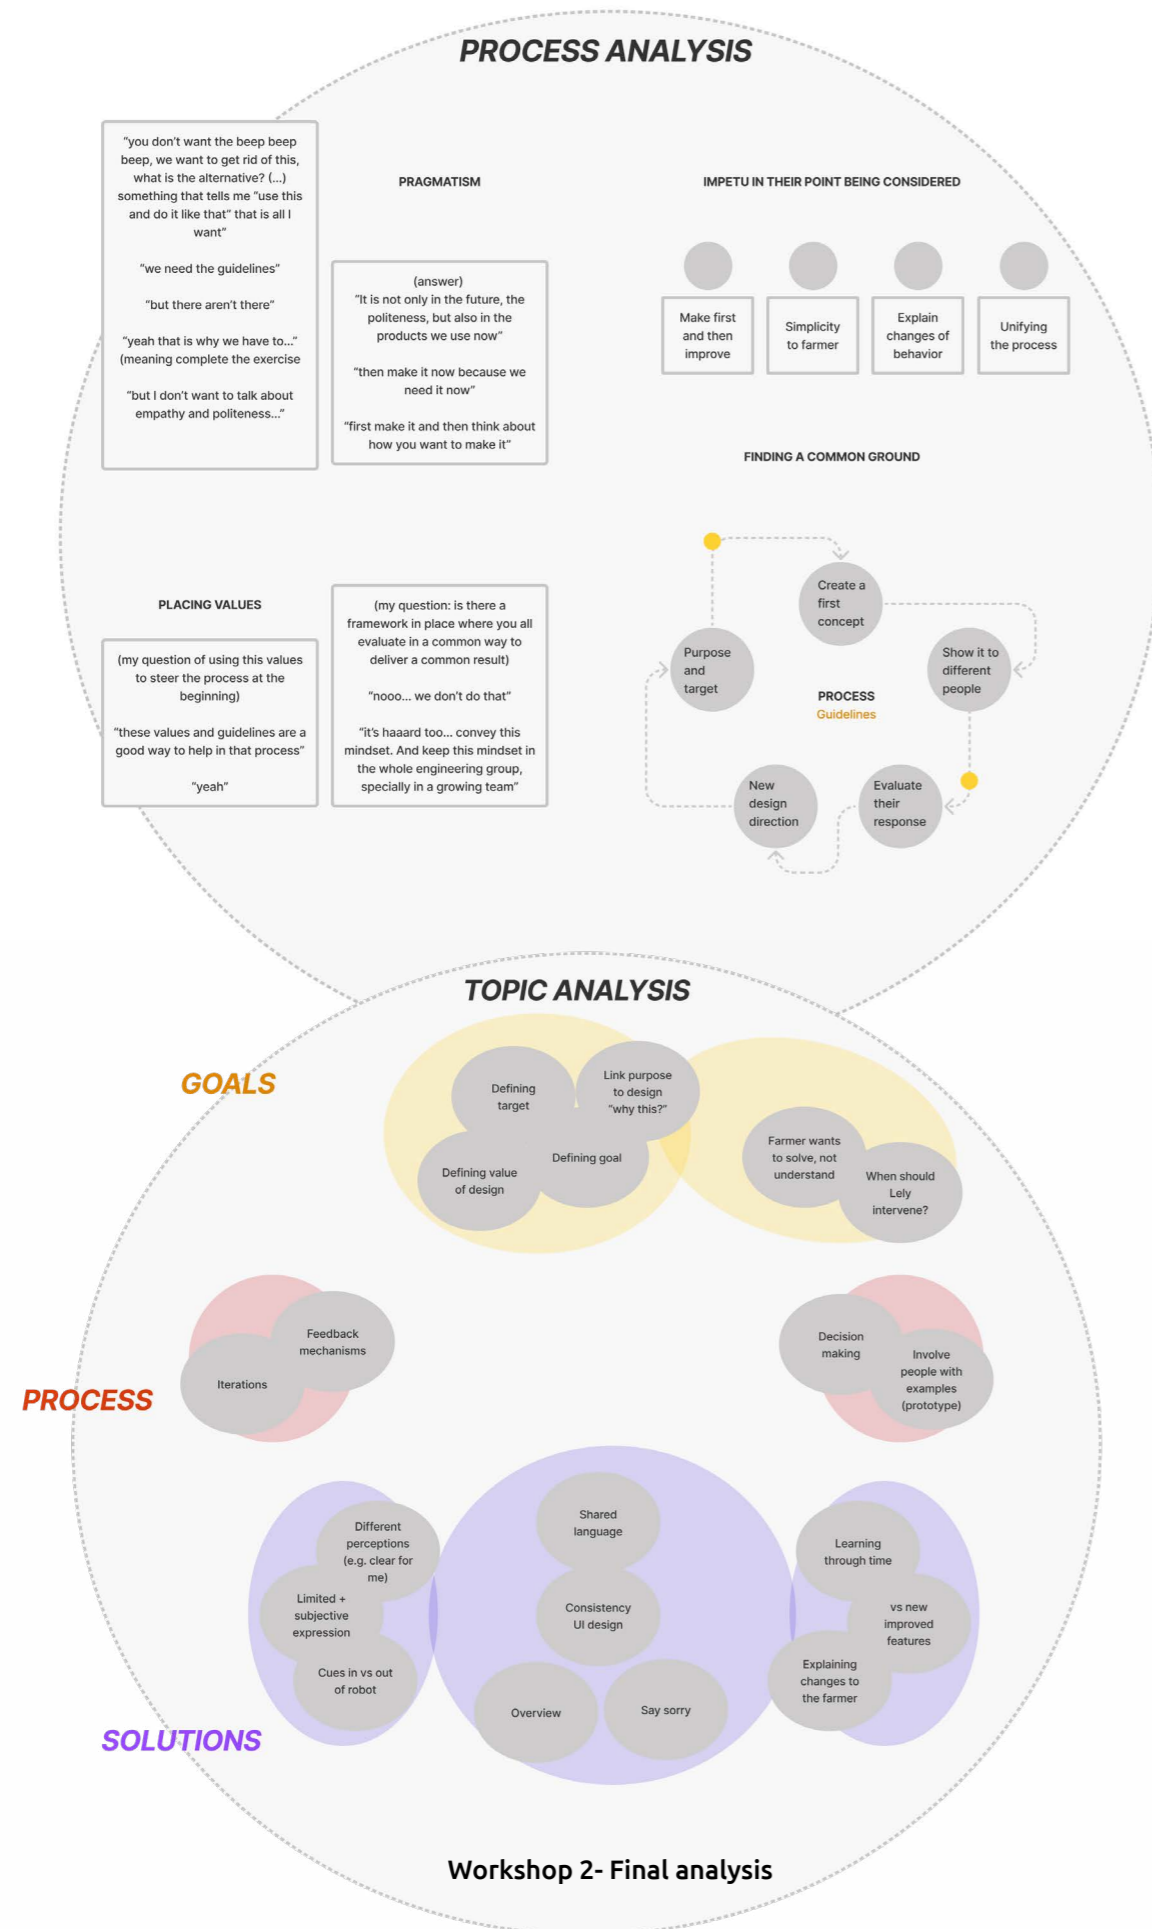 PROCESS ANALYSIS
"you don't want the beep beep
beep, we want to get rid of this,
what is the alternative? (...)
something that tells me "use this
and do it like that" that is all I
want"
"we need the guidelines"
"but there aren't there"
"yeah that is why we have to..."
(meaning complete the exercise
"but I don't want to talk about
empathy and politeness..."
PRAGMATISM
(answer)
"It is not only in the future, the
politeness, but also in the
products we use now"
"then make it now because we
need it now"
"first make it and then think about
how you want to make it"
IMPETU IN THEIR POINT BEING CONSIDERED
Make first
and then
improve
Simplicity
to farmer
Explain
changes of
behavior
Unifying
the process
PLACING VALUES
(my question of using this values
to steer the process at the
beginning)
"these values and guidelines are a
good way to help in that process"
"yeah"
(my question: is there a
framework in place where you all
evaluate in a common way to
deliver a common result)
"nooo... we don't do that"
"it's haaard too... convey this
mindset. And keep this mindset in
the whole engineering group,
specially in a growing team"
FINDING A COMMON GROUND
Create a
first
concept
Purpose
and
target
Show it to
different
people
PROCESS
Guidelines
New
design
direction
Evaluate
their
response
TOPIC ANALYSIS
GOALS
Defining
target
Link purpose
to design
"why this?"
Defining value
of design
Defining goal
Farmer wants
to solve, not
understand
When should
Lely
intervene?
PROCESS
Feedback
mechanisms
Iterations
Decision
making
Involve
people with
examples
(prototype)
SOLUTIONS
Different
perceptions
(e.g. clear for
me)
Limited +
subjective
expression
Cues in vs out
of robot
Shared
language
Consistency
UI design
Overview
Say sorry
Learning
through time
vs new
improved
features
Explaining
changes to
the farmer
Workshop 2- Final analysis